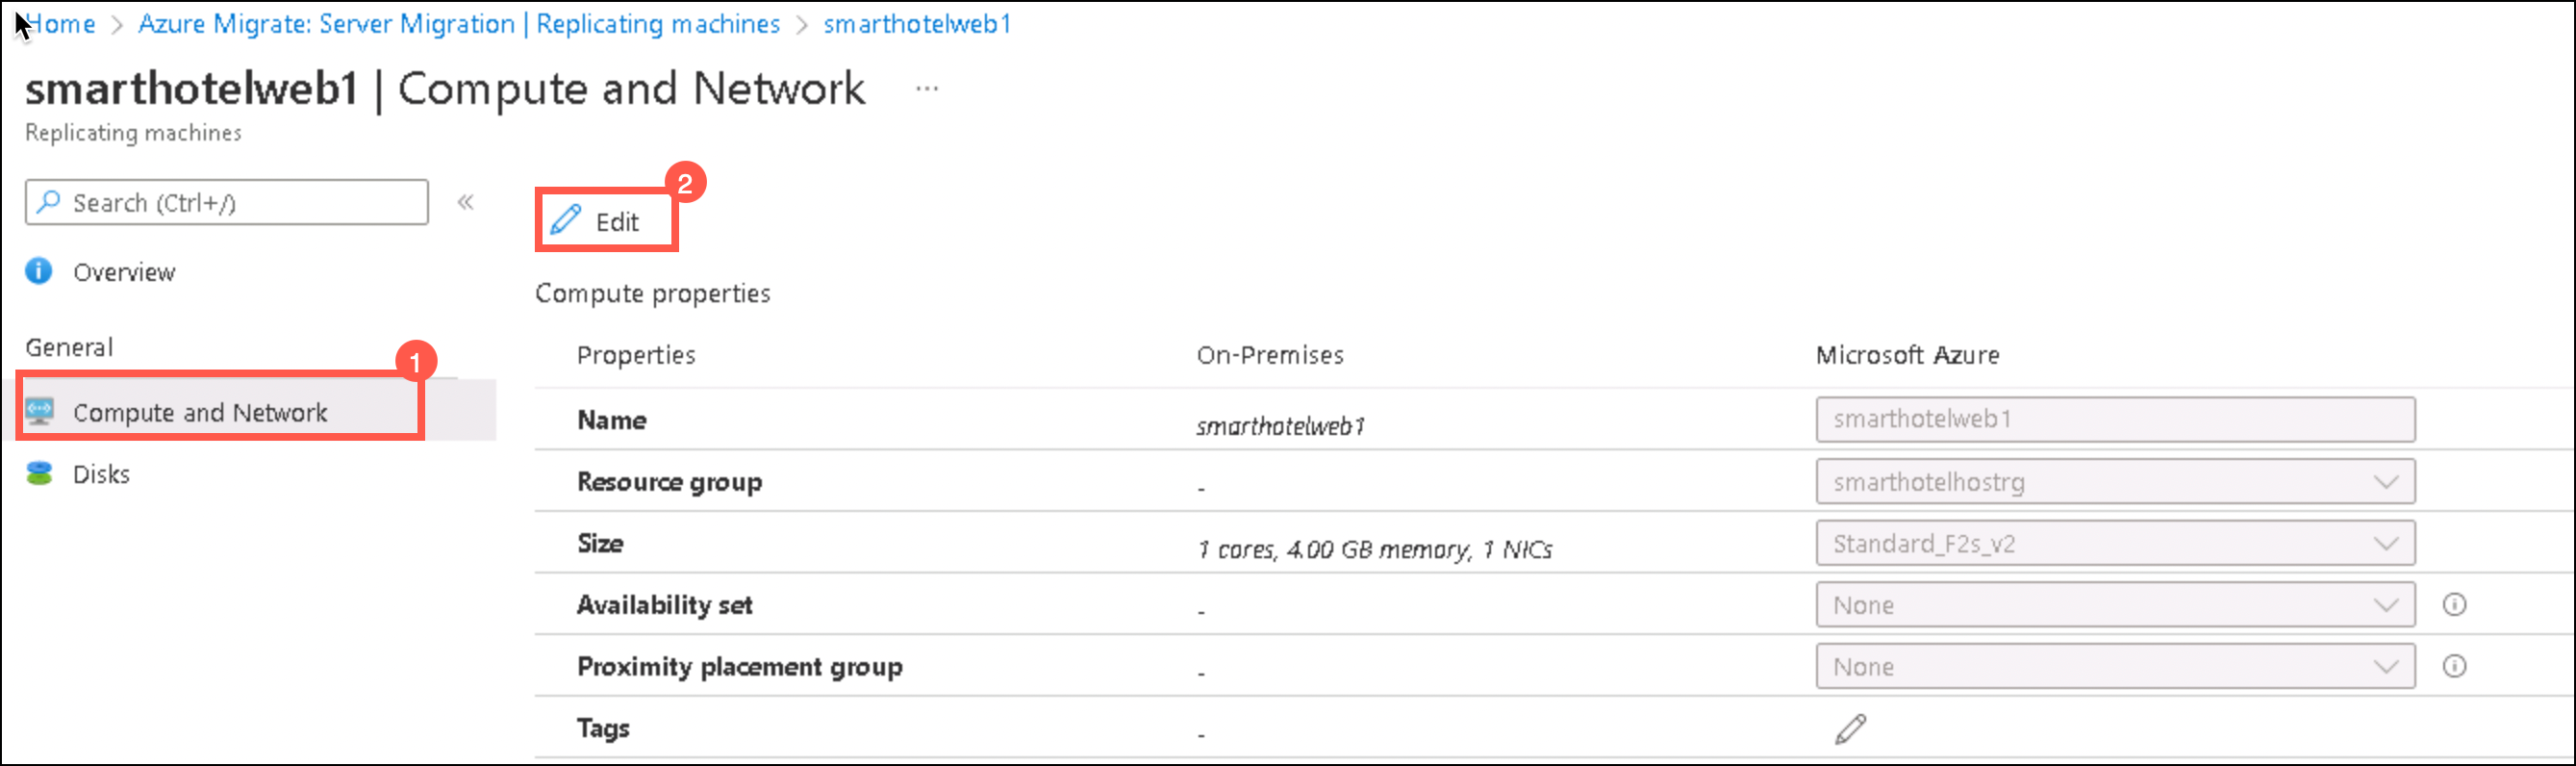 Home > Azure Migrate: Server Migration | Replicating machines > smarthotelweb1
smarthotelweb1 | Compute and Network ...
Replicating machines
Search (Ctrl+/) «
2
Edit
Overview
Compute properties
General
1
Properties On-Premises Microsoft Azure
Compute and Network
Name smarthotelweb1 smarthotelweb1
Disks
Resource group - smarthotelhostrg
Size 1 cores, 4.00 GB memory, 1 NICs Standard_F2s_v2
Availability set - None
Proximity placement group - None
Tags -